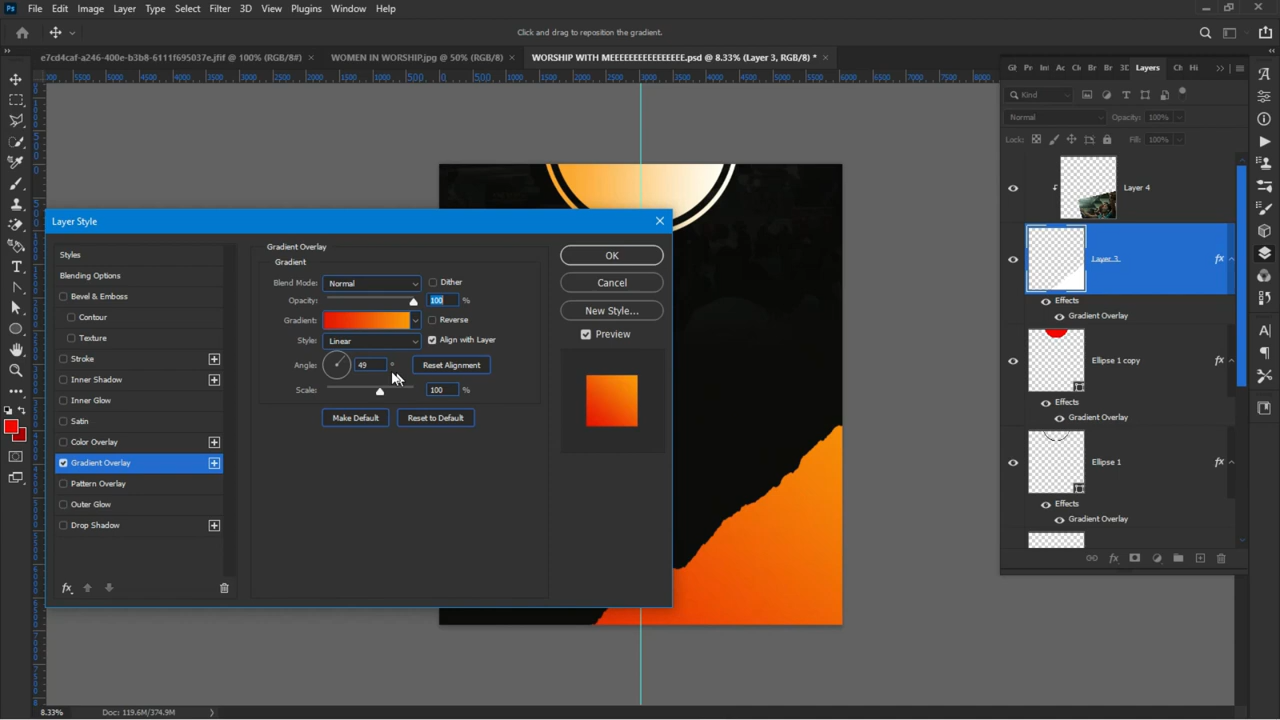 Ps File Edit Image Layer Type Select Filter 3D View Plugins Window Help
Click and drag to reposition the gradient.
e7cd4caf-a246-400e-b3b8-6111f695037e.jfif @ 100% (RGB/8#) × WOMEN IN WORSHIP.jpg @ 50% (RGB/8) × WORSHIP WITH MEEEEEEEEEEEEEEEE.psd @ 8.33% (Layer 3, RGB/8) * ×
Layers Hi
Kind
Normal Opacity: 100%
Lock: Fill: 100%
Layer 4
Layer 3 fx
Effects
Gradient Overlay
Ellipse 1 copy fx
Effects
Gradient Overlay
Ellipse 1 fx
Effects
Gradient Overlay
Layer Style
Styles
Blending Options
Bevel & Emboss
Contour
Texture
Stroke
Inner Shadow
Inner Glow
Satin
Color Overlay
Gradient Overlay
Pattern Overlay
Outer Glow
Drop Shadow
fx
Gradient Overlay
Gradient
Blend Mode: Normal Dither
Opacity: 100 %
Gradient: Reverse
Style: Linear Align with Layer
Angle: 49 ° Reset Alignment
Scale: 100 %
Make Default Reset to Default
OK
Cancel
New Style...
Preview
8.33% Doc: 119.6M/374.9M